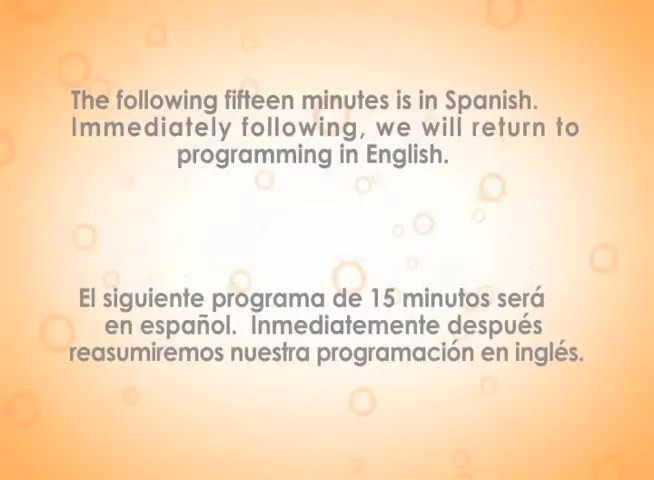 The following fifteen minutes is in Spanish.
Immediately following, we will return to
programming in English.
El siguiente programa de 15 minutos será
en español. Inmediatemente después
reasumiremos nuestra programación en inglés.